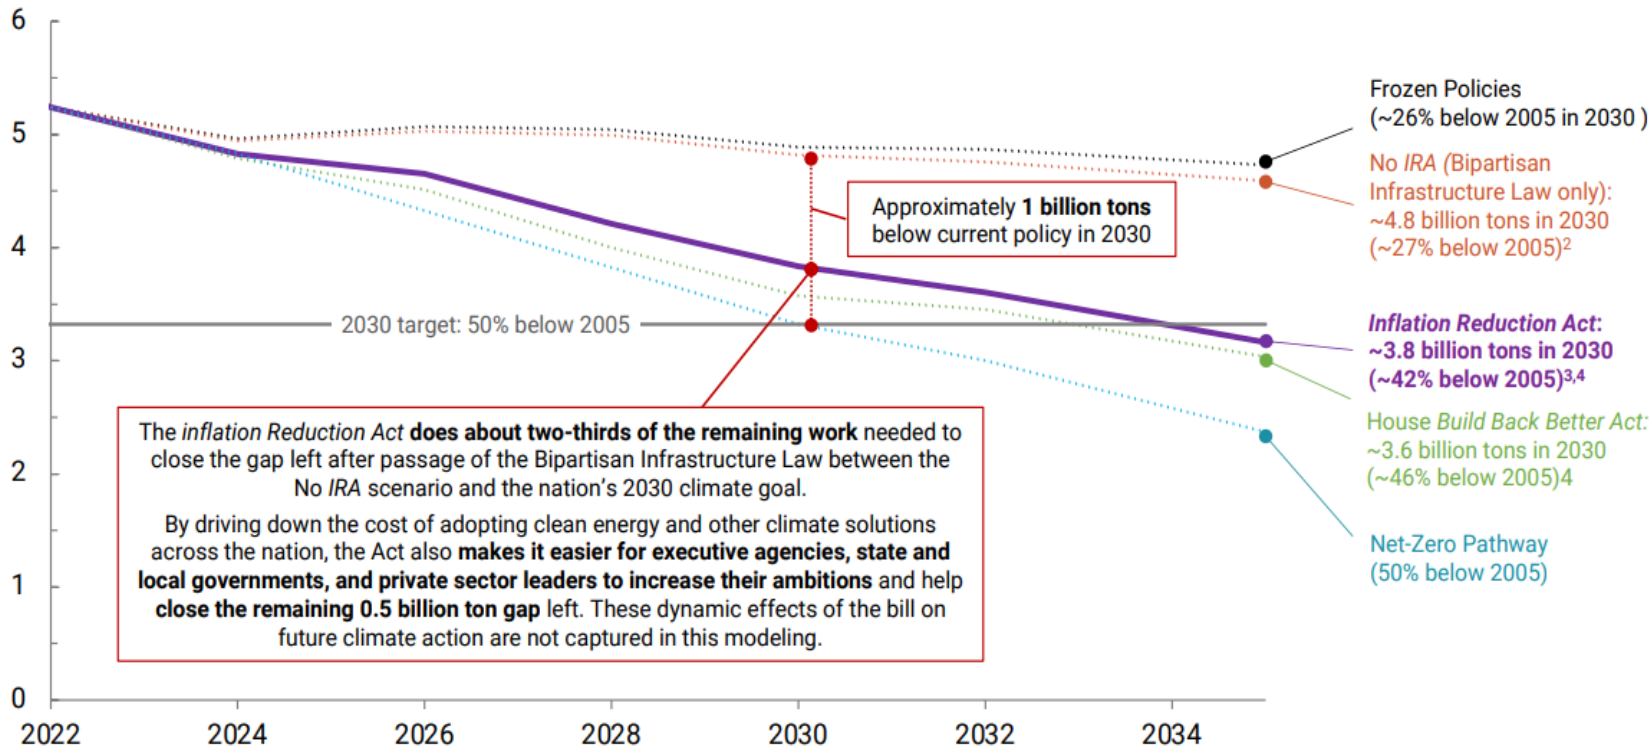 6
5
4
3
2
1
0
2022
2024
2026
2028
2030
2032
2034
2030 target: 50% below 2005
Approximately 1 billion tons
below current policy in 2030
The inflation Reduction Act does about two-thirds of the remaining work needed to
close the gap left after passage of the Bipartisan Infrastructure Law between the
No IRA scenario and the nation's 2030 climate goal.
By driving down the cost of adopting clean energy and other climate solutions
across the nation, the Act also makes it easier for executive agencies, state and
local governments, and private sector leaders to increase their ambitions and help
close the remaining 0.5 billion ton gap left. These dynamic effects of the bill on
future climate action are not captured in this modeling.
Frozen Policies
(~26% below 2005 in 2030 )
No IRA (Bipartisan
Infrastructure Law only):
~4.8 billion tons in 2030
(~27% below 2005)²
Inflation Reduction Act:
~3.8 billion tons in 2030
(~42% below 2005)³,⁴
House Build Back Better Act:
~3.6 billion tons in 2030
(~46% below 2005)4
Net-Zero Pathway
(50% below 2005)